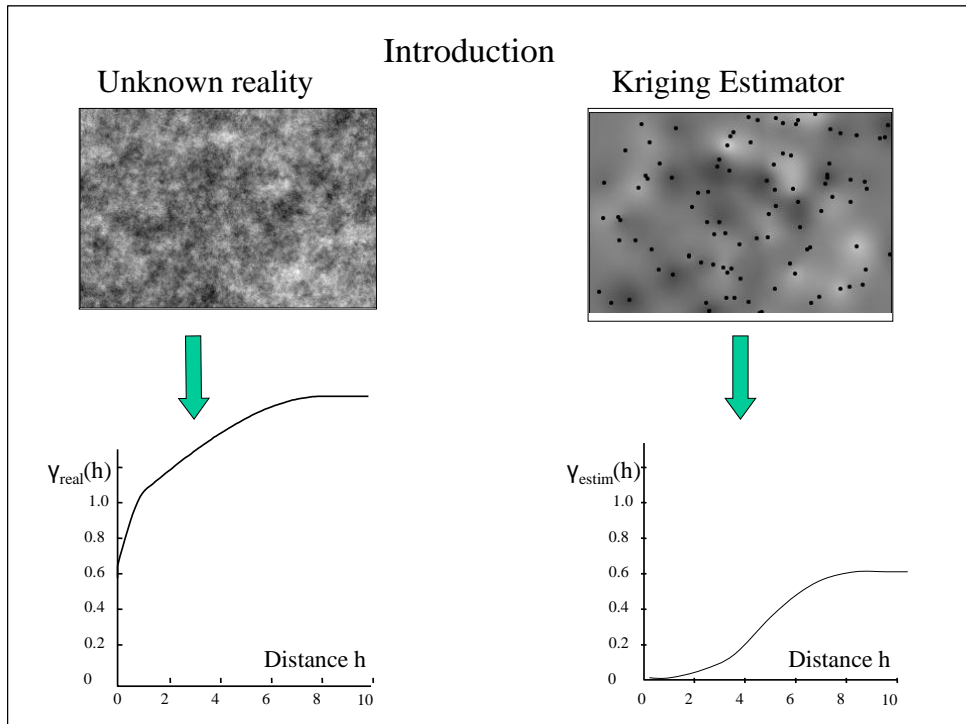 Introduction
Unknown reality
Kriging Estimator
γreal(h)
1.0
0.8
0.6
0.4
0.2
0
Distance h
0 2 4 6 8 10
γestim(h)
1.0
0.8
0.6
0.4
0.2
0
Distance h
0 2 4 6 8 10